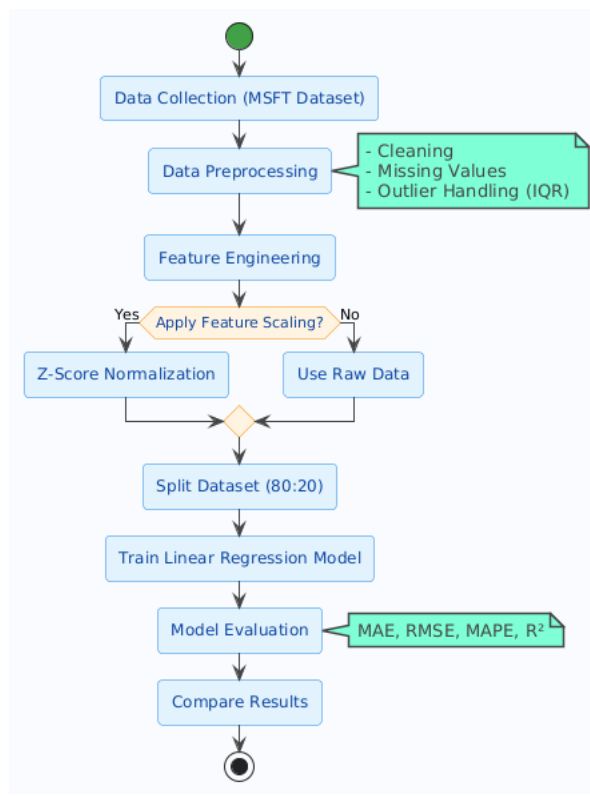 Data Collection (MSFT Dataset)
Data Preprocessing
- Cleaning
- Missing Values
- Outlier Handling (IQR)
Feature Engineering
Apply Feature Scaling?
Yes
No
Z-Score Normalization
Use Raw Data
Split Dataset (80:20)
Train Linear Regression Model
Model Evaluation
MAE, RMSE, MAPE, R²
Compare Results